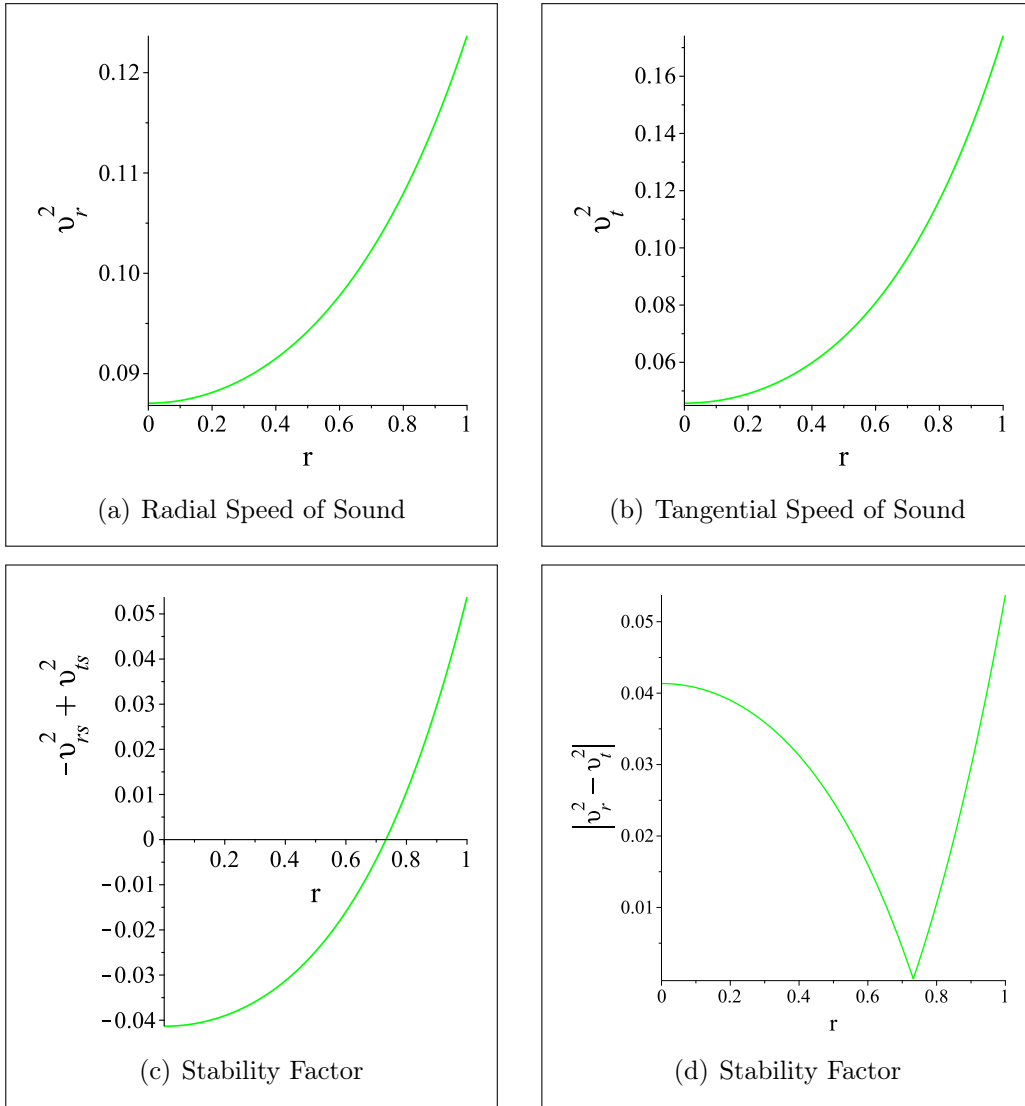 0.12
0.11
0.10
0.09
υ_r^2
0 0.2 0.4 0.6 0.8 1
r
(a) Radial Speed of Sound
0.16
0.14
0.12
0.10
0.08
0.06
υ_t^2
0 0.2 0.4 0.6 0.8 1
r
(b) Tangential Speed of Sound
0.05
0.04
0.03
0.02
0.01
0
−0.01
−0.02
−0.03
−0.04
−υ_{rs}^2 + υ_{ts}^2
0.2 0.4 0.6 0.8 1
r
(c) Stability Factor
0.05
0.04
0.03
0.02
0.01
|υ_r^2 − υ_t^2|
0 0.2 0.4 0.6 0.8 1
r
(d) Stability Factor